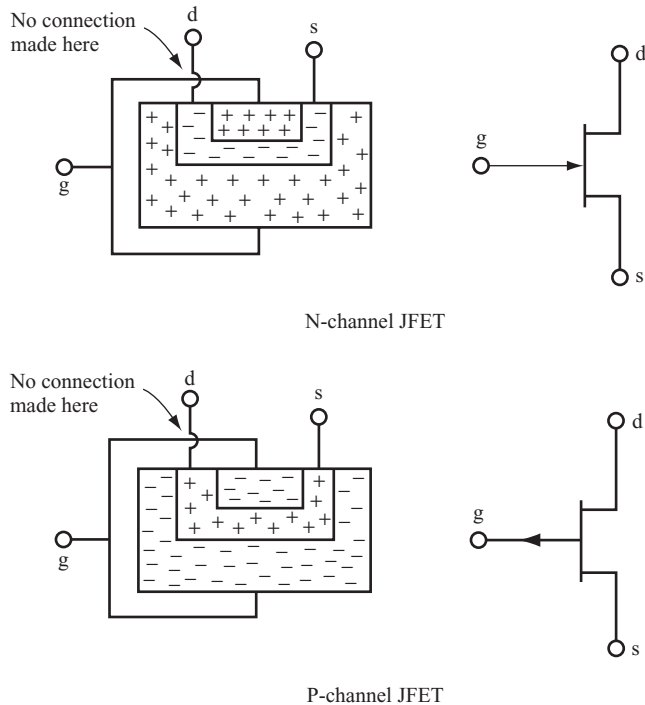 No connection
made here
d
s
g
d
g
s
N-channel JFET
No connection
made here
d
s
g
d
g
s
P-channel JFET